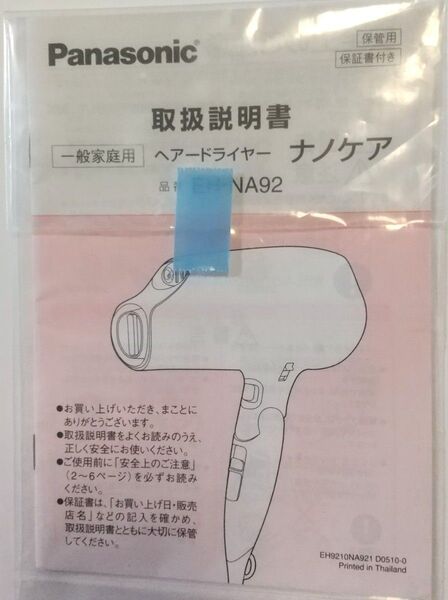 Panasonic
保管用
保証書付き
取扱説明書
一般家庭用 ヘアードライヤー ナノケア
品番 EH-NA92
●お買い上げいただき、まことに
ありがとうございます。
●取扱説明書をよくお読みのうえ、
正しく安全にお使いください。
●ご使用前に「安全上のご注意」
(2～6ページ)を必ずお読み
ください。
●保証書は、「お買い上げ日・販売
店名」などの記入を確かめ、
取扱説明書とともに大切に保管
してください。
EH9210NA921 D0510-0
Printed in Thailand